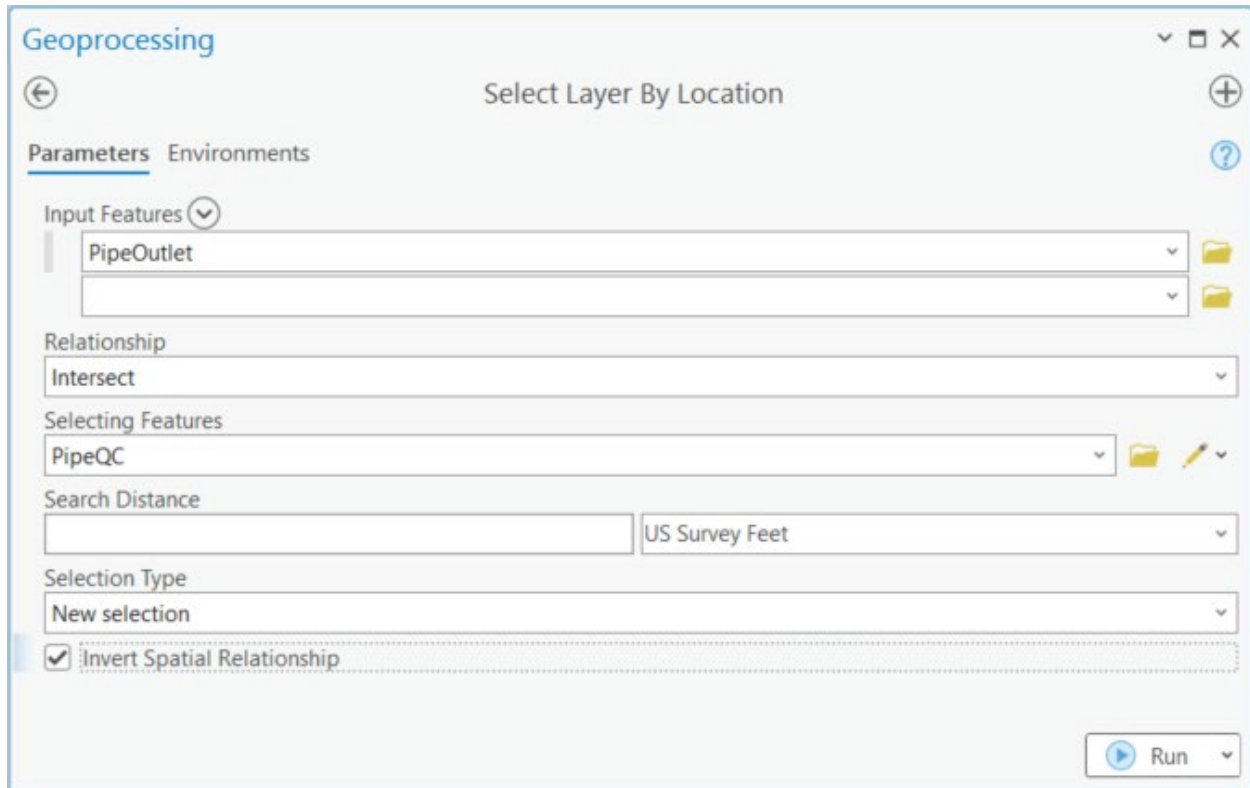 Geoprocessing
Select Layer By Location
Parameters Environments
?
Input Features
PipeOutlet
Relationship
Intersect
Selecting Features
PipeQC
Search Distance
US Survey Feet
Selection Type
New selection
Invert Spatial Relationship
Run